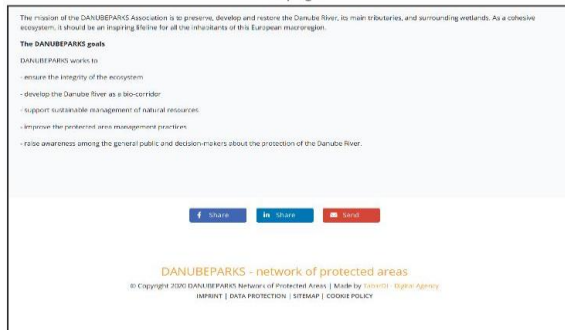 The mission of the DANUBEPARKS Association is to preserve, develop and restore the Danube River, its main tributaries, and surrounding wetlands. As a cohesive
ecosystem, it should be an inspiring lifeline for all the inhabitants of this European macroregion.
The DANUBEPARKS goals
DANUBEPARKS works to
- ensure the integrity of the ecosystem
- develop the Danube River as a bio-corridor
- support sustainable management of natural resources
- improve the protected area management practices
- raise awareness among the general public and decision-makers about the protection of the Danube River.
f Share in Share Send
DANUBEPARKS - network of protected areas
© Copyright 2020 DANUBEPARKS Network of Protected Areas | Made by - Digital Agency
IMPRINT | DATA PROTECTION | SITEMAP | COOKIE POLICY